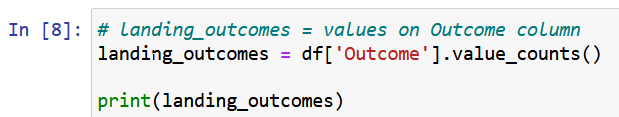 In [8]: # landing_outcomes = values on Outcome column
landing_outcomes = df['Outcome'].value_counts()
print(landing_outcomes)